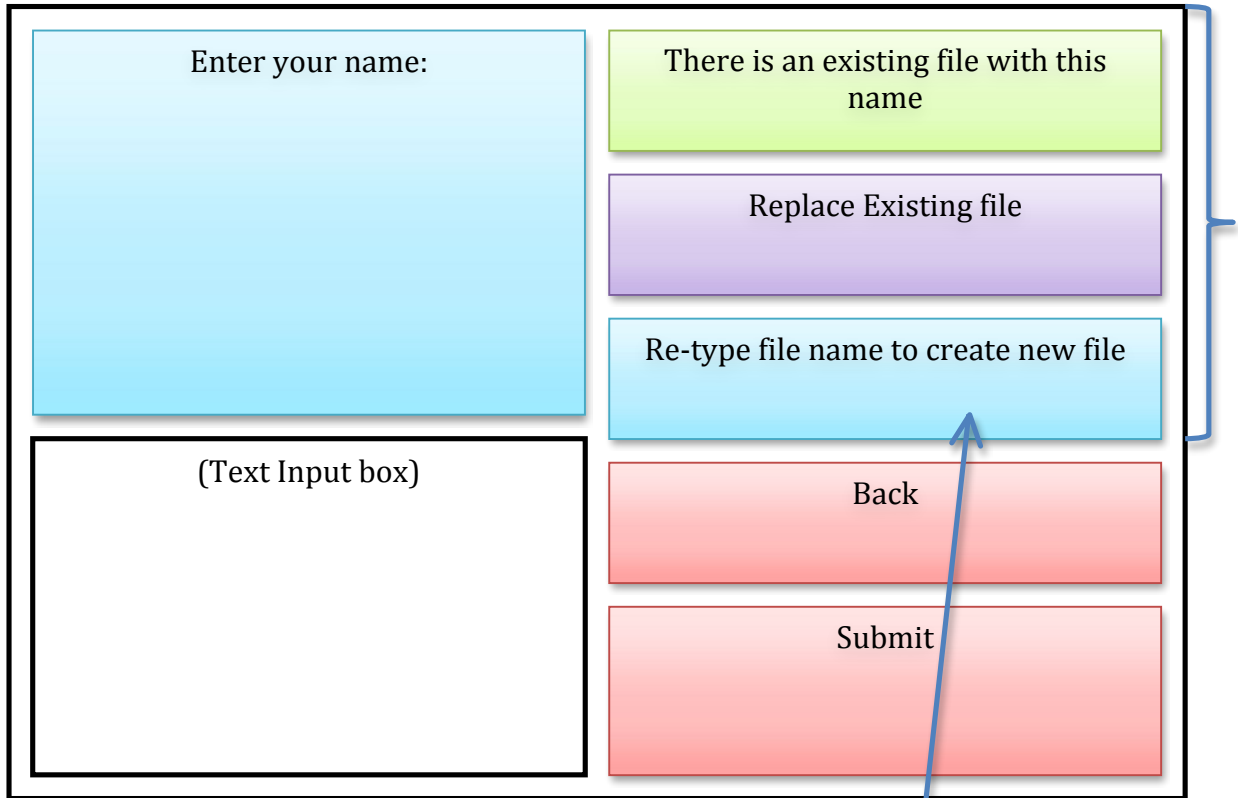 Enter your name:
(Text Input box)
There is an existing file with this
name
Replace Existing file
Re-type file name to create new file
Back
Submit